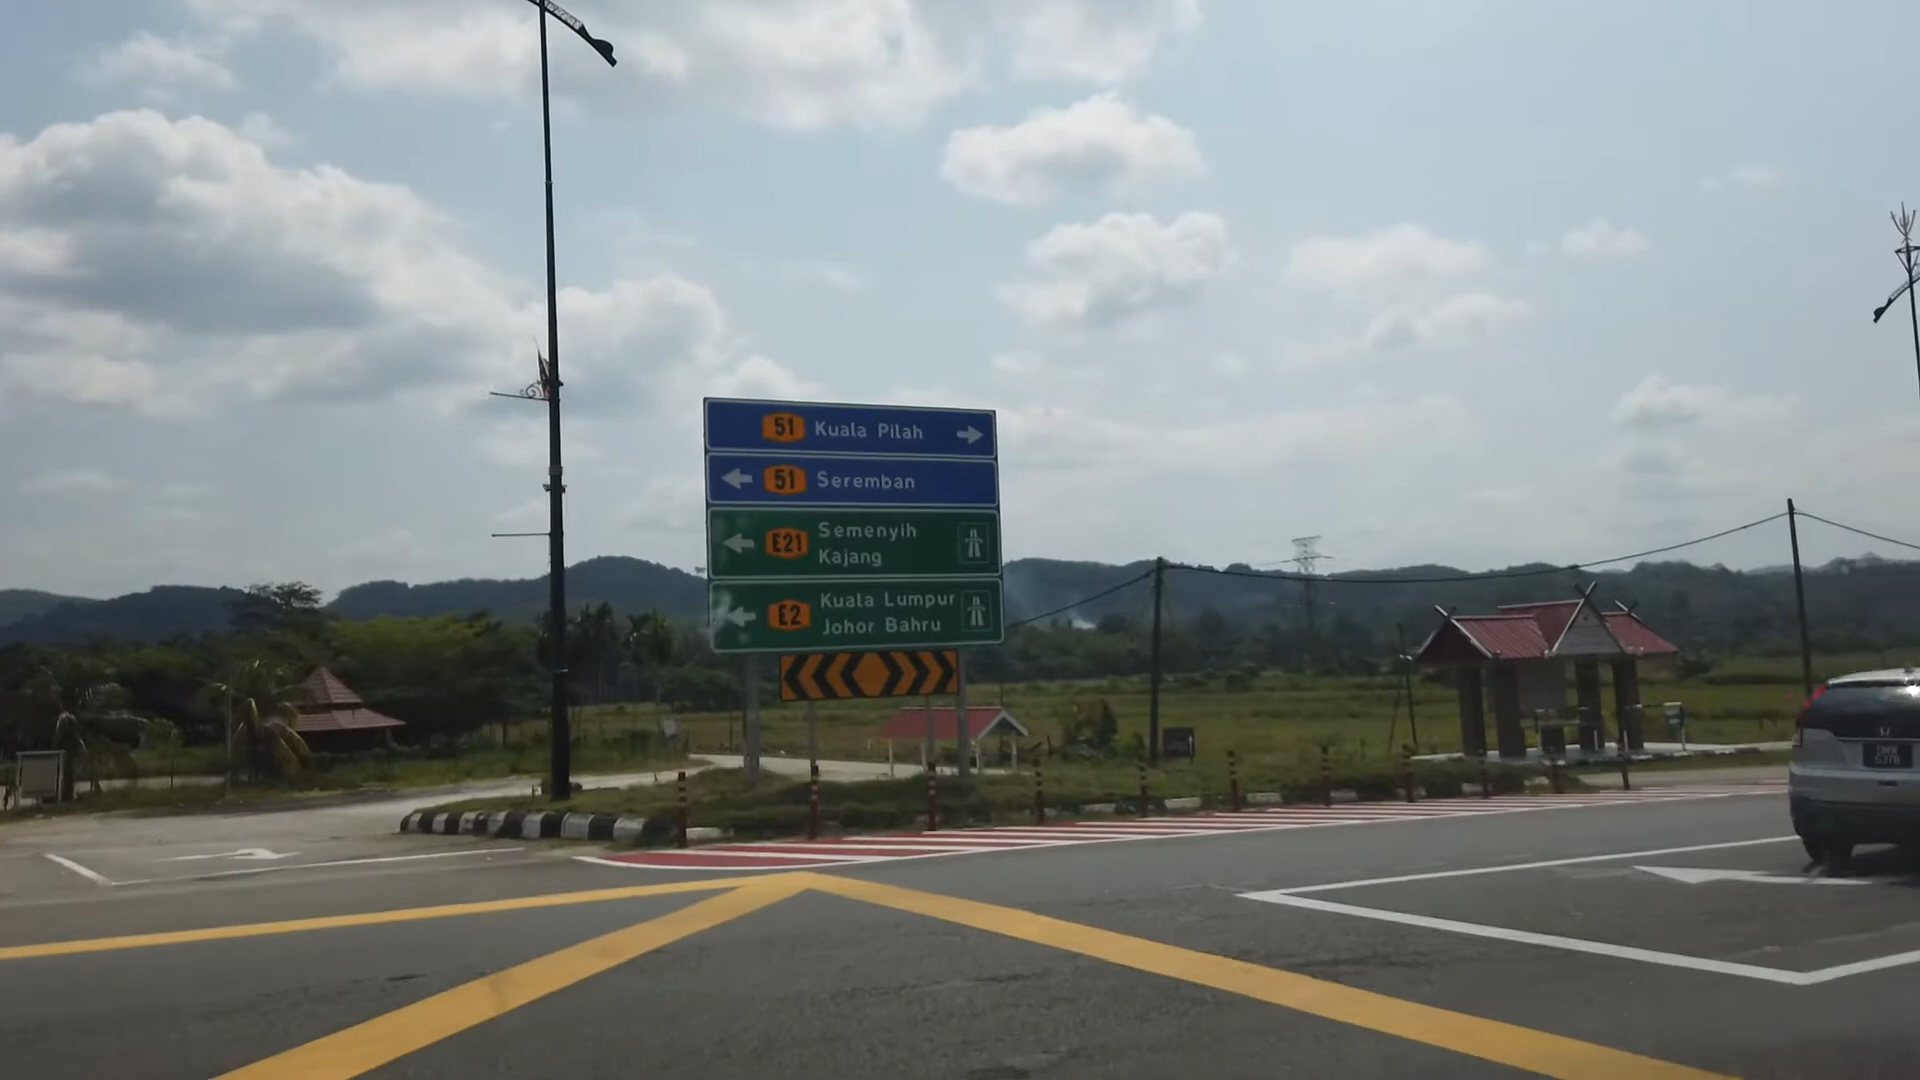 51 Kuala Pilah
51 Seremban
E21 Semenyih
Kajang
E2 Kuala Lumpur
Johor Bahru